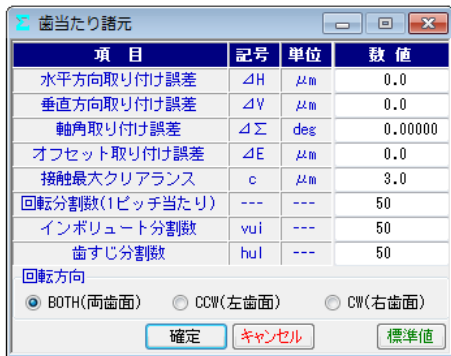 Σ 歯当たり諸元
項 目 記号 単位 数 値
水平方向取り付け誤差 ⊿H μm 0.0
垂直方向取り付け誤差 ⊿V μm 0.0
軸角取り付け誤差 ⊿Σ deg 0.00000
オフセット取り付け誤差 ⊿E μm 0.0
接触最大クリアランス c μm 3.0
回転分割数(1ピッチ当たり) --- --- 50
インボリュート分割数 vui --- 50
歯すじ分割数 hul --- 50
回転方向
BOTH(両歯面) CCW(左歯面) CW(右歯面)
確定 キャンセル 標準値